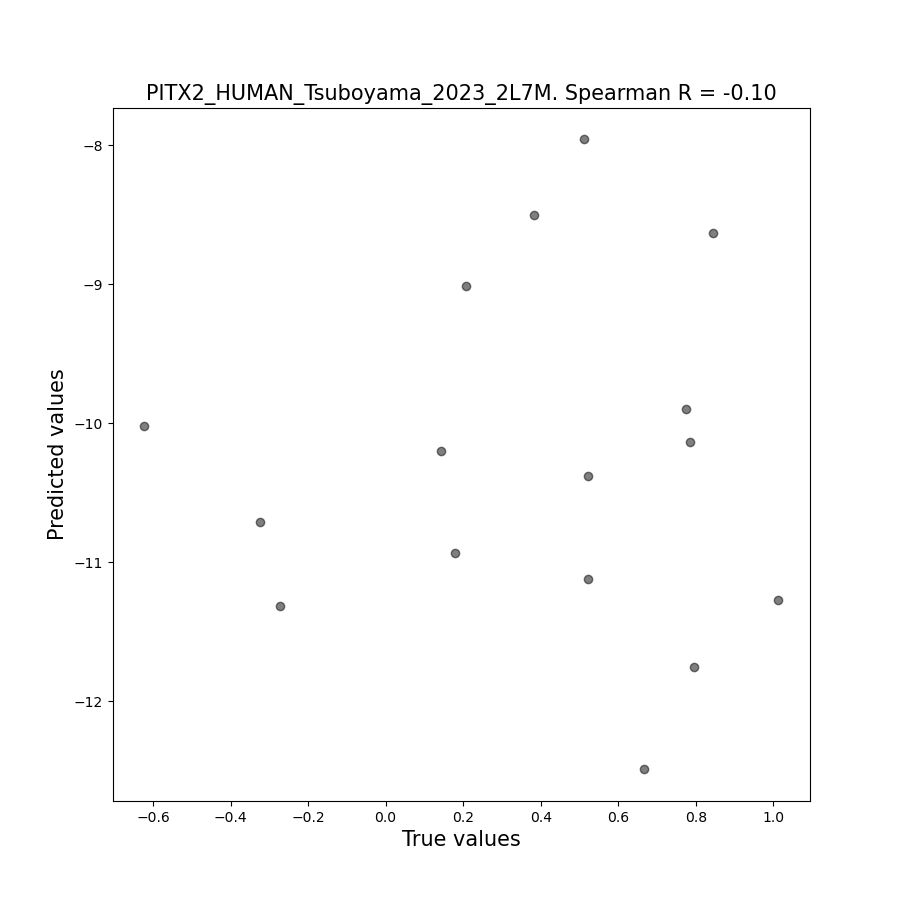 PITX2_HUMAN_Tsuboyama_2023_2L7M. Spearman R = -0.10
−8
−9
−10
−11
−12
Predicted values
−0.6 −0.4 −0.2 0.0 0.2 0.4 0.6 0.8 1.0
True values